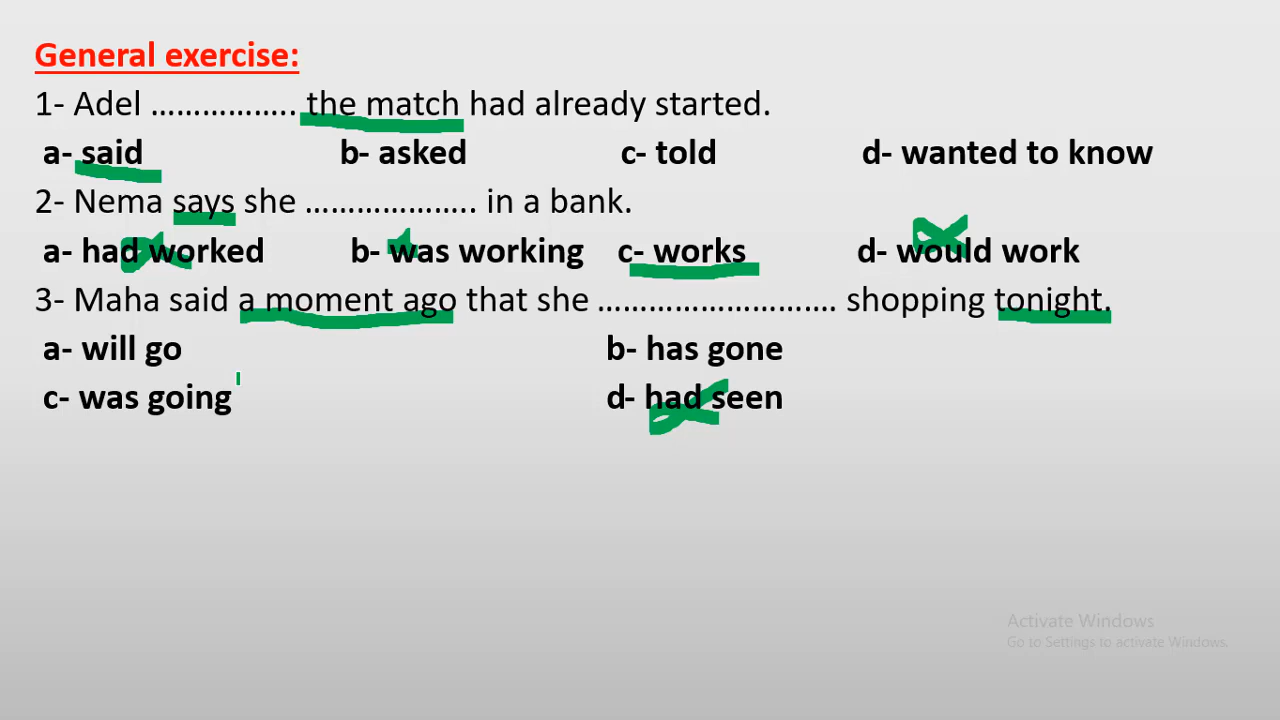 General exercise:
1- Adel ................. the match had already started.
a- said b- asked c- told d- wanted to know
2- Nema says she .................... in a bank.
a- had worked b- was working c- works d- would work
3- Maha said a moment ago that she ............................ shopping tonight.
a- will go b- has gone
c- was going d- had seen
Activate Windows
Go to Settings to activate Windows.